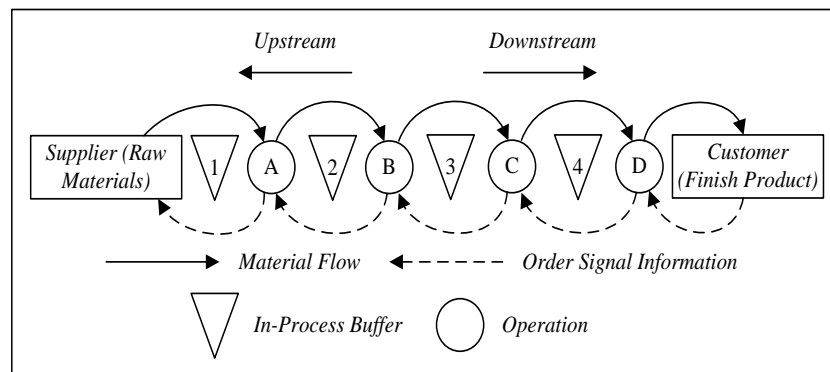 Upstream
Downstream
Supplier (Raw
Materials)
1
A
2
B
3
C
4
D
Customer
(Finish Product)
Material Flow
Order Signal Information
In-Process Buffer
Operation